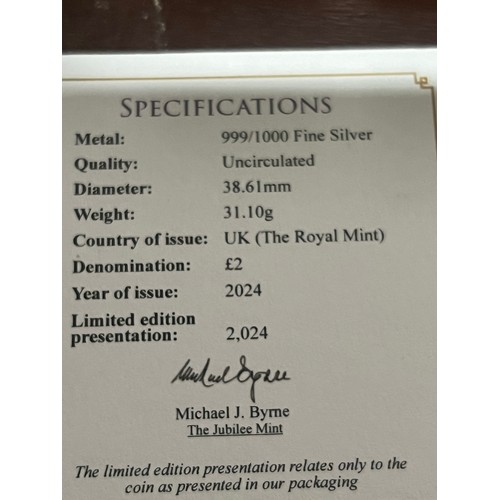 SPECIFICATIONS
Metal: 999/1000 Fine Silver
Quality: Uncirculated
Diameter: 38.61mm
Weight: 31.10g
Country of issue: UK (The Royal Mint)
Denomination: £2
Year of issue: 2024
Limited edition
presentation: 2,024
Michael Byrne
Michael J. Byrne
The Jubilee Mint
The limited edition presentation relates only to the
coin as presented in our packaging